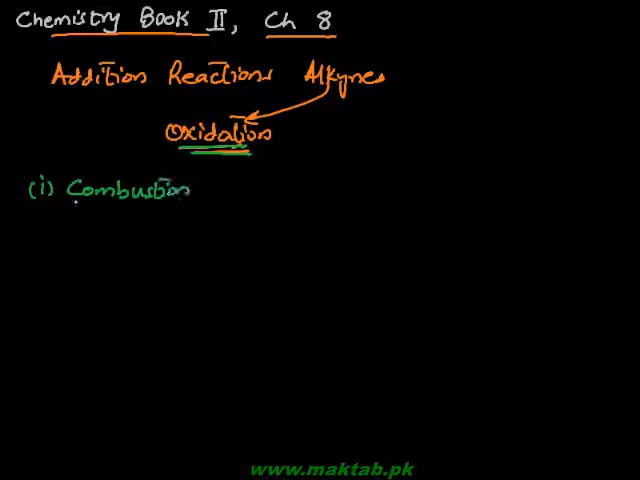 Chemistry Book II, Ch 8
Addition Reactions Alkynes
Oxidation
(i) Combustion
www.maktab.pk